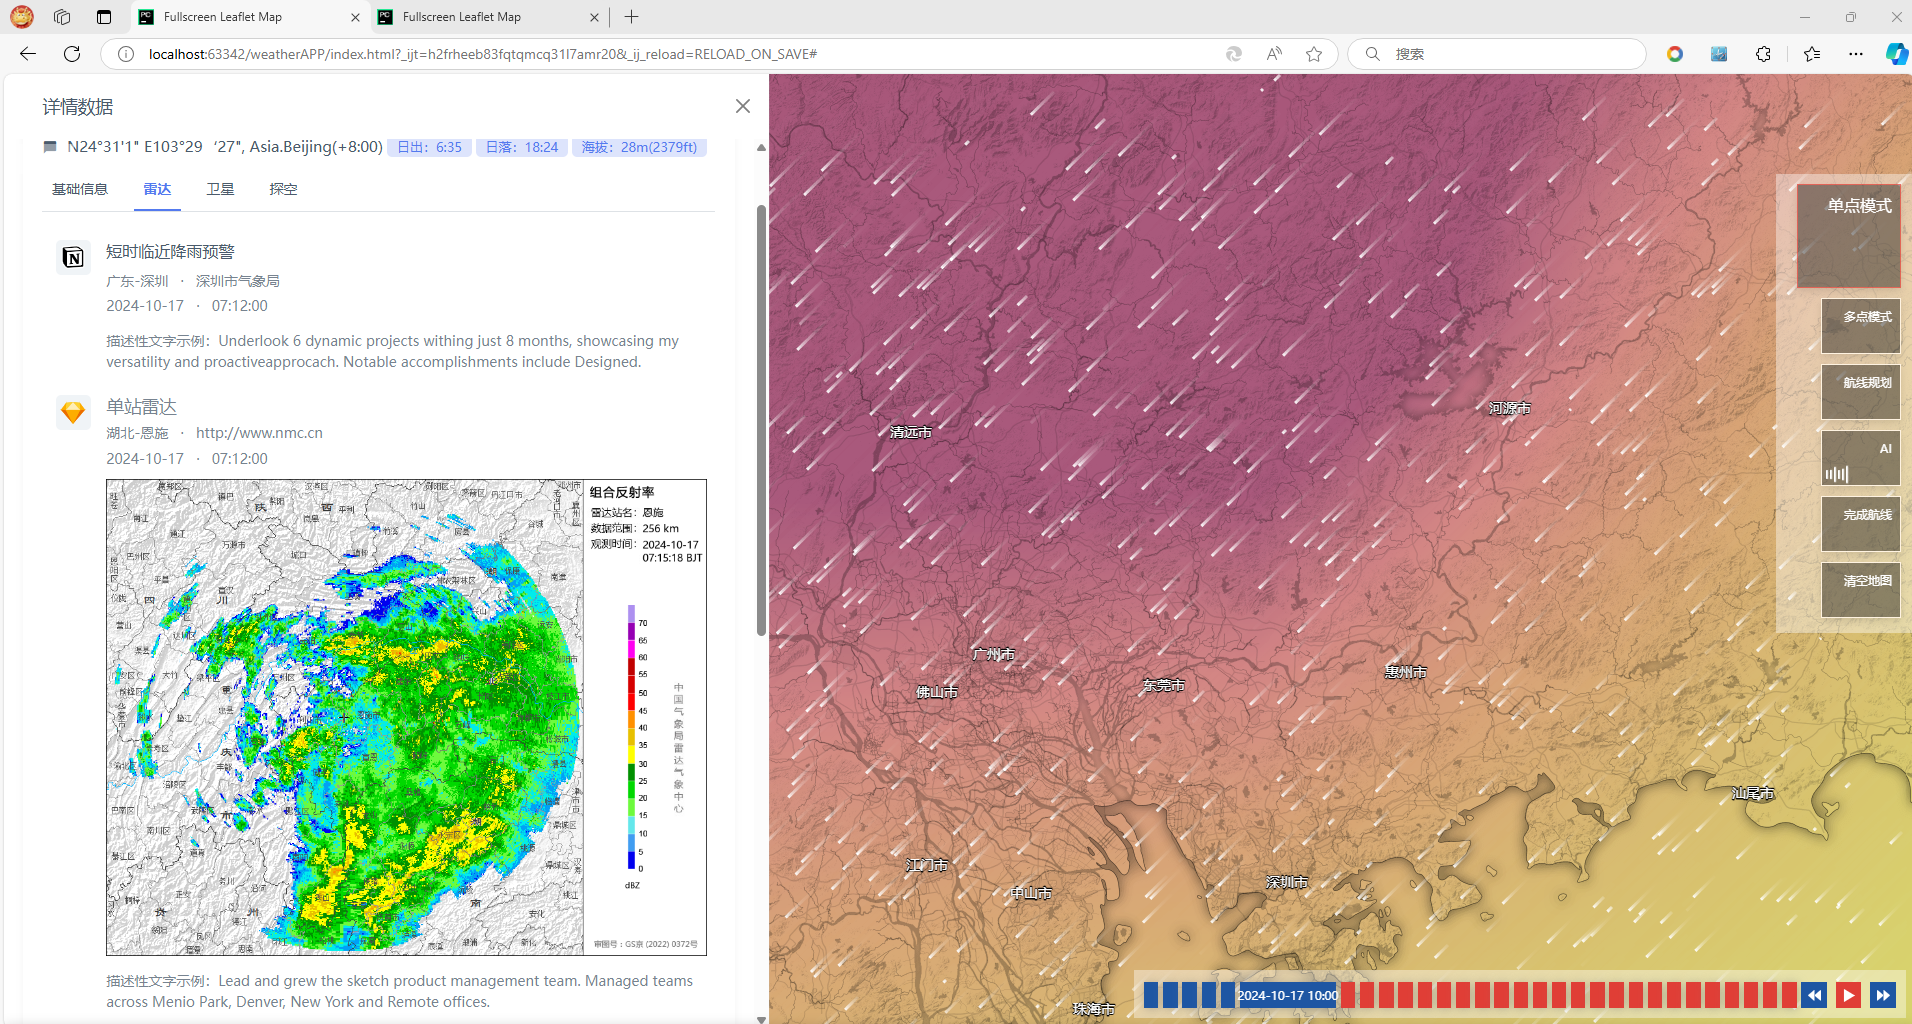 Fullscreen Leaflet Map
Fullscreen Leaflet Map
localhost:63342/weatherAPP/index.html?_ijt=h2frheeb83fqtqmcq31l7amr20&_ij_reload=RELOAD_ON_SAVE#
搜索
详情数据
N24°31'1" E103°29‘27", Asia.Beijing(+8:00)
日出：6:35
日落：18:24
海拔：28m(2379ft)
基础信息
雷达
卫星
探空
短时临近降雨预警
广东-深圳 · 深圳市气象局
2024-10-17 · 07:12:00
描述性文字示例：Underlook 6 dynamic projects withing just 8 months, showcasing my
versatility and proactiveapprocach. Notable accomplishments include Designed.
单站雷达
湖北-恩施 · http://www.nmc.cn
2024-10-17 · 07:12:00
组合反射率
雷达站名：恩施
数据范围：256 km
观测时间：2024-10-17
07:15:18 BJT
70
65
60
55
50
45
40
35
30
25
20
15
10
5
0
dBZ
中国气象局雷达气象中心
审图号：GS京 (2022) 0372号
描述性文字示例：Lead and grew the sketch product management team. Managed teams
across Menio Park, Denver, New York and Remote offices.
清远市
河源市
广州市
佛山市
东莞市
惠州市
汕尾市
江门市
中山市
深圳市
珠海市
单点模式
多点模式
航线规划
AI
完成航线
清空地图
2024-10-17 10:00